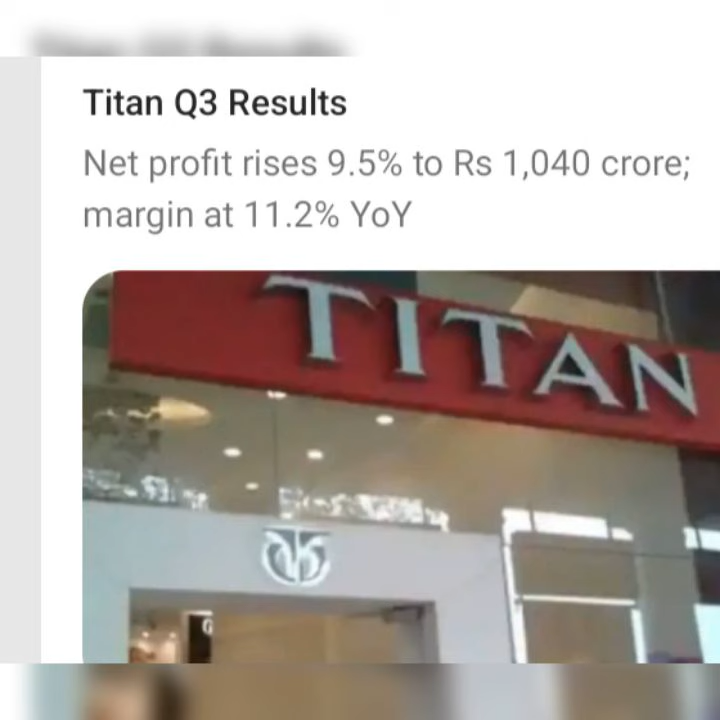 Titan Q3 Results
Net profit rises 9.5% to Rs 1,040 crore;
margin at 11.2% YoY
TITAN